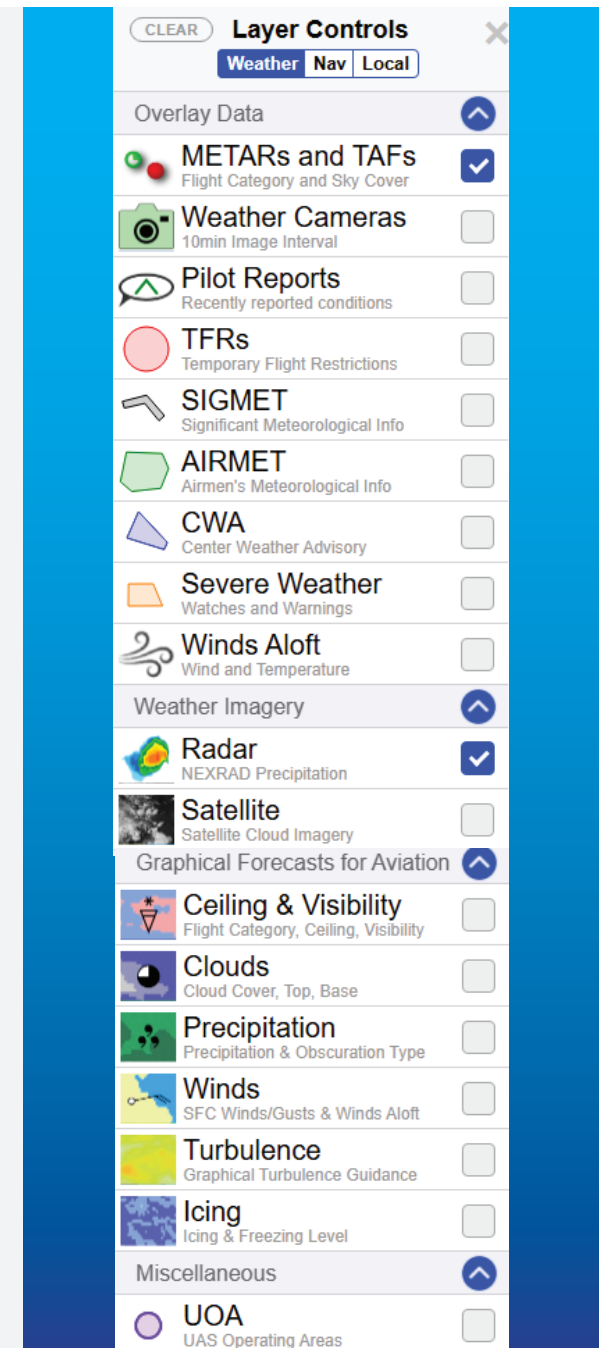 CLEAR Layer Controls
Weather Nav Local
Overlay Data
METARs and TAFs
Flight Category and Sky Cover
Weather Cameras
10min Image Interval
Pilot Reports
Recently reported conditions
TFRs
Temporary Flight Restrictions
SIGMET
Significant Meteorological Info
AIRMET
Airmen's Meteorological Info
CWA
Center Weather Advisory
Severe Weather
Watches and Warnings
Winds Aloft
Wind and Temperature
Weather Imagery
Radar
NEXRAD Precipitation
Satellite
Satellite Cloud Imagery
Graphical Forecasts for Aviation
Ceiling & Visibility
Flight Category, Ceiling, Visibility
Clouds
Cloud Cover, Top, Base
Precipitation
Precipitation & Obscuration Type
Winds
SFC Winds/Gusts & Winds Aloft
Turbulence
Graphical Turbulence Guidance
Icing
Icing & Freezing Level
Miscellaneous
UOA
UAS Operating Areas